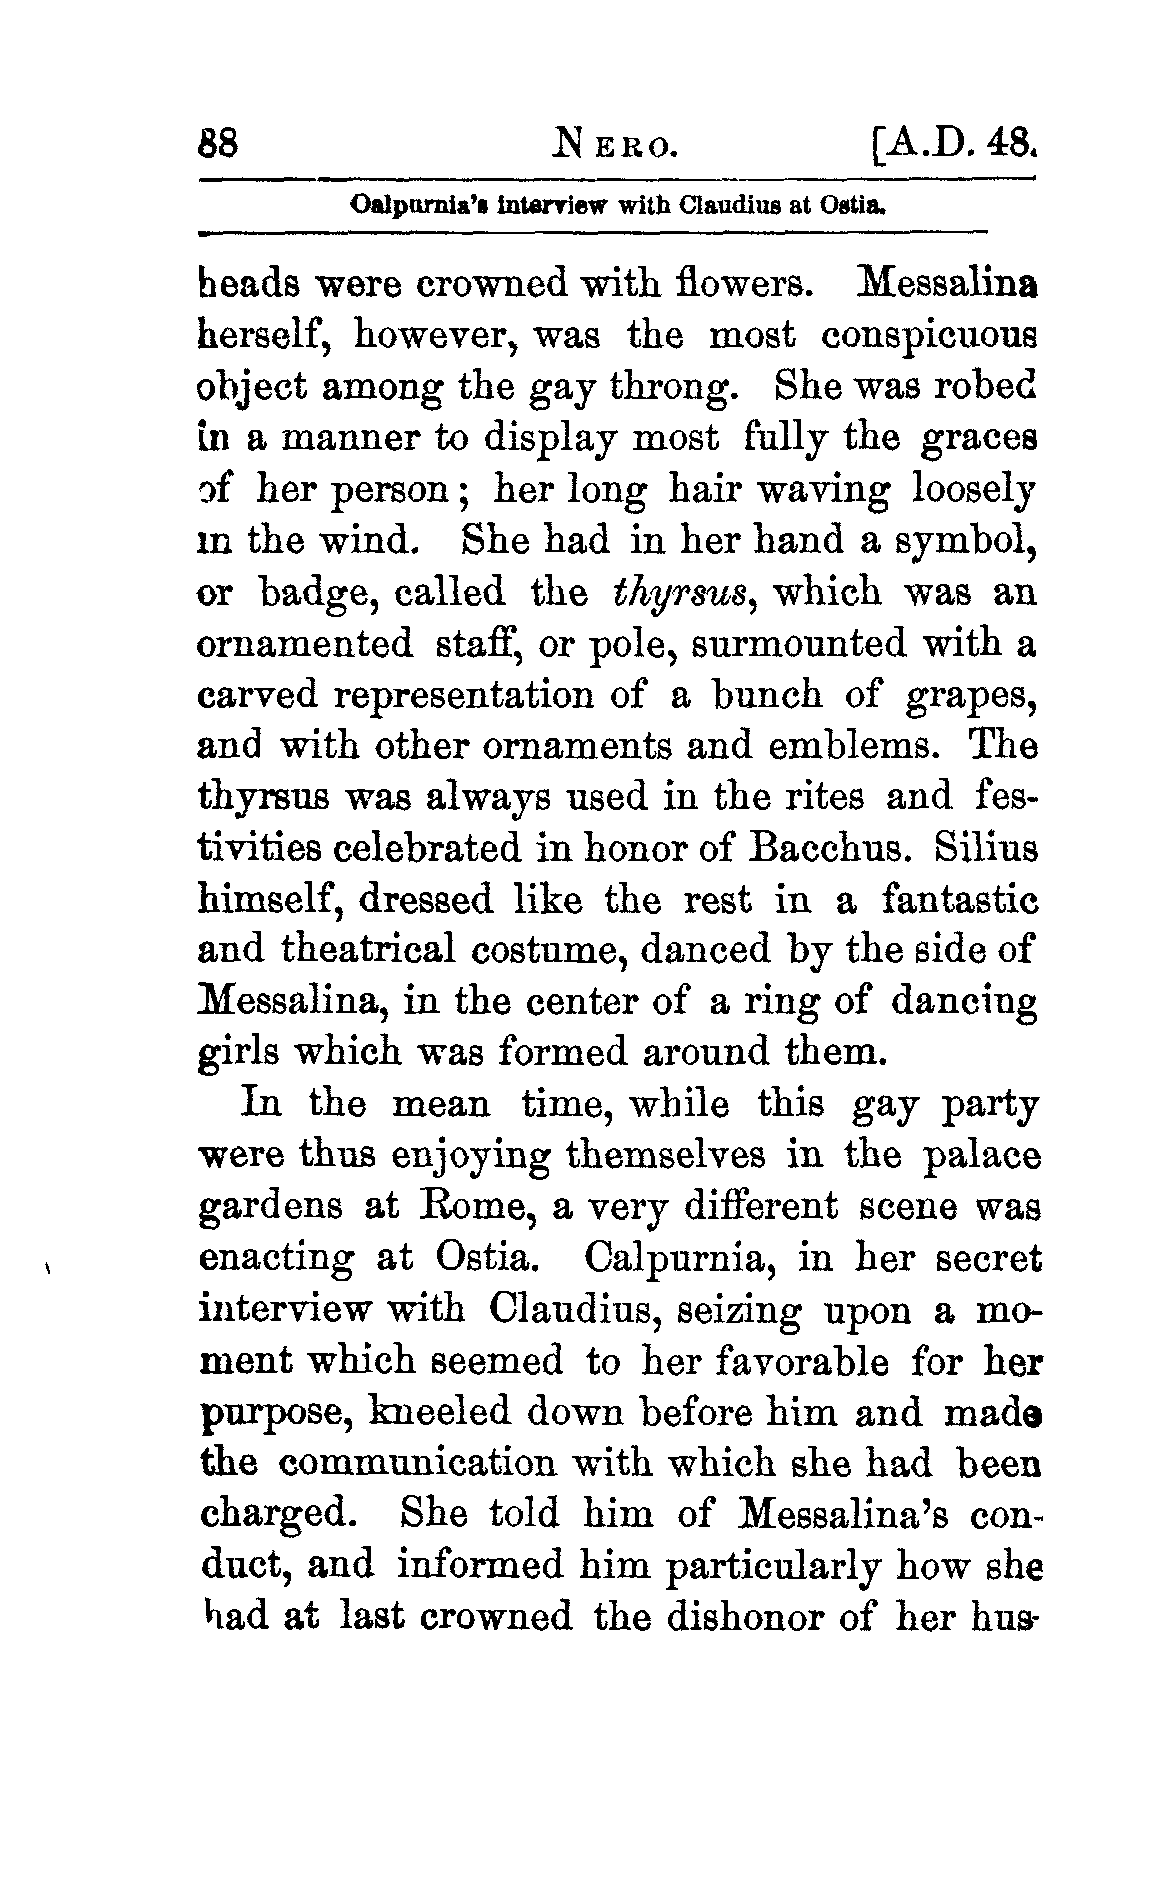 88 NERO. [A.D. 48.
Calpurnia's interview with Claudius at Ostia.
heads were crowned with flowers. Messalina
herself, however, was the most conspicuous
object among the gay throng. She was robed
in a manner to display most fully the graces
of her person; her long hair waving loosely
in the wind. She had in her hand a symbol,
or badge, called the thyrsus, which was an
ornamented staff, or pole, surmounted with a
carved representation of a bunch of grapes,
and with other ornaments and emblems. The
thyrsus was always used in the rites and fes-
tivities celebrated in honor of Bacchus. Silius
himself, dressed like the rest in a fantastic
and theatrical costume, danced by the side of
Messalina, in the center of a ring of dancing
girls which was formed around them.
In the mean time, while this gay party
were thus enjoying themselves in the palace
gardens at Rome, a very different scene was
enacting at Ostia. Calpurnia, in her secret
interview with Claudius, seizing upon a mo-
ment which seemed to her favorable for her
purpose, kneeled down before him and made
the communication with which she had been
charged. She told him of Messalina's con-
duct, and informed him particularly how she
had at last crowned the dishonor of her hus-